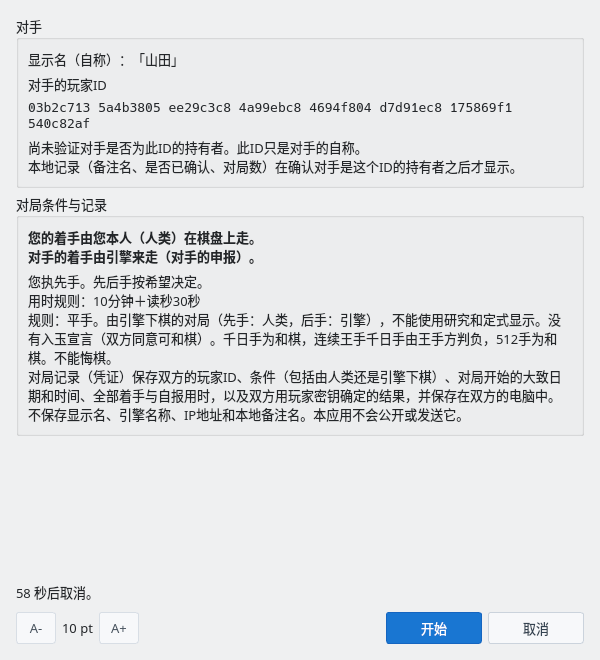 对手
显示名（自称）：「山田」
对手的玩家ID
03b2c713 5a4b3805 ee29c3c8 4a99ebc8 4694f804 d7d91ec8 175869f1
540c82af
尚未验证对手是否为此ID的持有者。此ID只是对手的自称。
本地记录（备注名、是否已确认、对局数）在确认对手是这个ID的持有者之后才显示。
对局条件与记录
您的着手由您本人（人类）在棋盘上走。
对手的着手由引擎来走（对手的申报）。
您执先手。先后手按希望决定。
用时规则：10分钟＋读秒30秒
规则：平手。由引擎下棋的对局（先手：人类，后手：引擎），不能使用研究和定式显示。没
有入玉宣言（双方同意可和棋）。千日手为和棋，连续王手千日手由王手方判负，512手为和
棋。不能悔棋。
对局记录（凭证）保存双方的玩家ID、条件（包括由人类还是引擎下棋）、对局开始的大致日
期和时间、全部着手与自报用时，以及双方用玩家密钥确定的结果，并保存在双方的电脑中。
不保存显示名、引擎名称、IP地址和本地备注名。本应用不会公开或发送它。
58 秒后取消。
A- 10 pt A+ 开始 取消